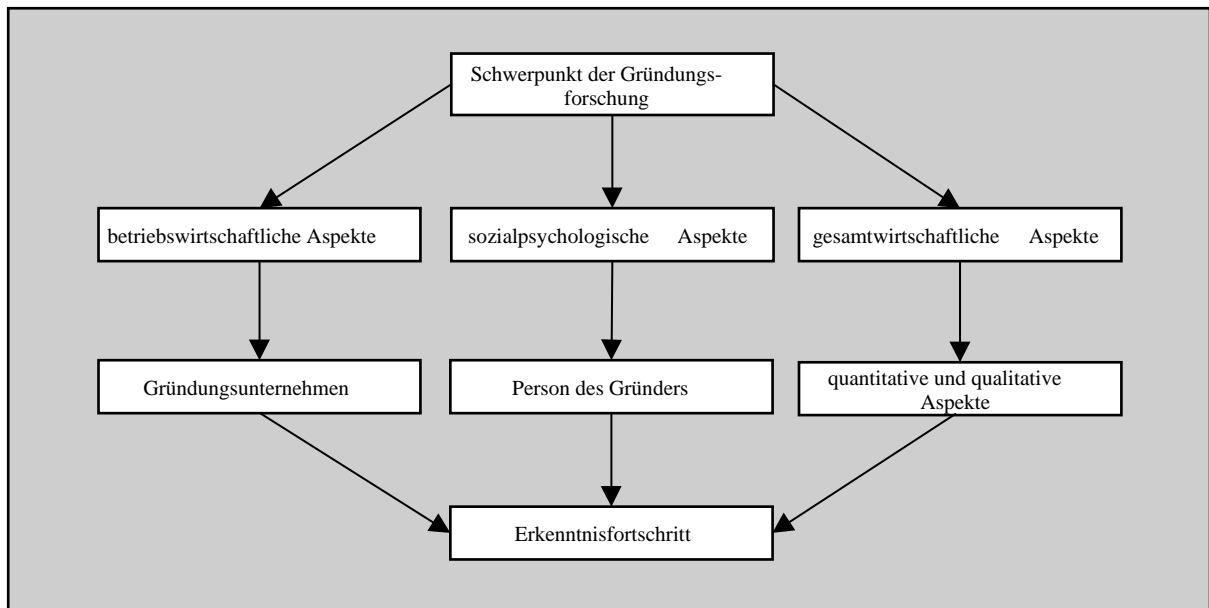 Schwerpunkt der Gründungs-
forschung
betriebswirtschaftliche Aspekte
sozialpsychologische Aspekte
gesamtwirtschaftliche Aspekte
Gründungsunternehmen
Person des Gründers
quantitative und qualitative
Aspekte
Erkenntnisfortschritt